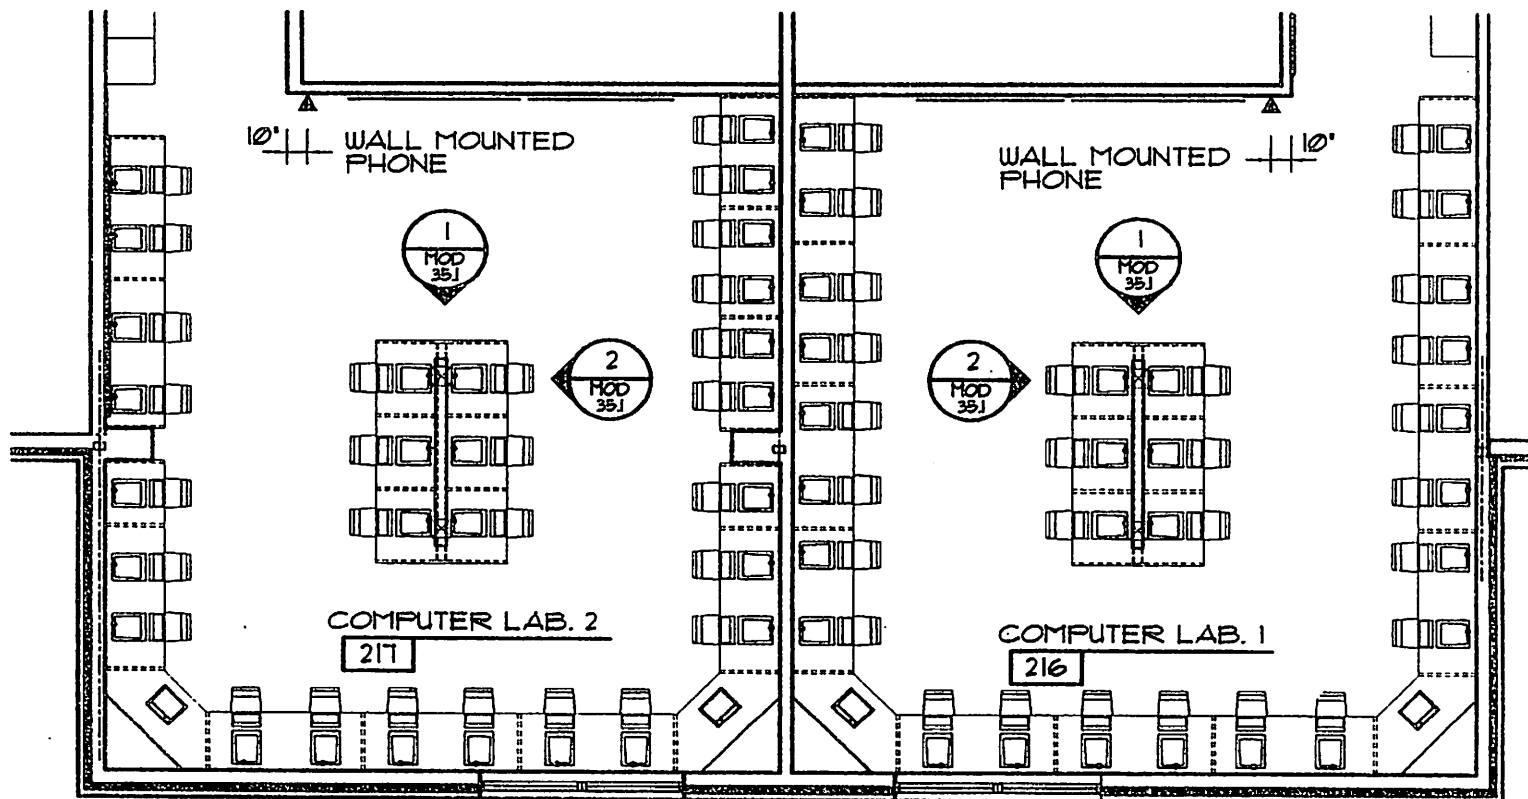 10"
WALL MOUNTED
PHONE
WALL MOUNTED
PHONE
10"
1
MOD
35.1
1
MOD
35.1
2
MOD
35.1
2
MOD
35.1
COMPUTER LAB. 2
217
COMPUTER LAB. 1
216